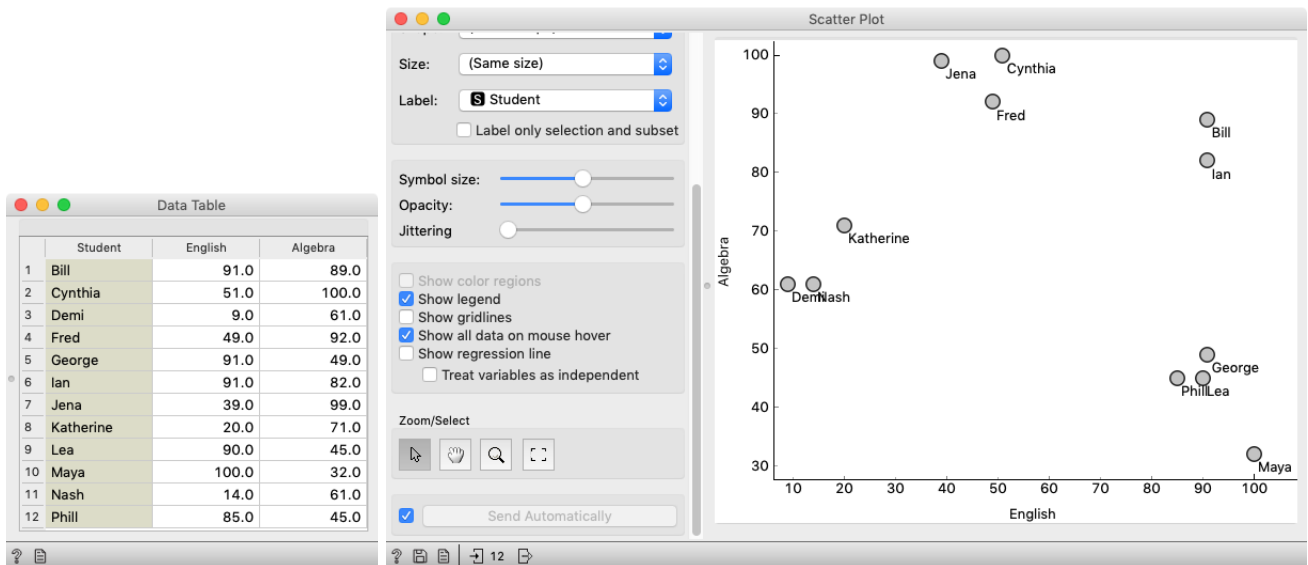 Data Table
Student English Algebra
1 Bill 91.0 89.0
2 Cynthia 51.0 100.0
3 Demi 9.0 61.0
4 Fred 49.0 92.0
5 George 91.0 49.0
6 Ian 91.0 82.0
7 Jena 39.0 99.0
8 Katherine 20.0 71.0
9 Lea 90.0 45.0
10 Maya 100.0 32.0
11 Nash 14.0 61.0
12 Phill 85.0 45.0
?
Scatter Plot
Size: (Same size)
Label: S Student
Label only selection and subset
Symbol size:
Opacity:
Jittering
Show color regions
Show legend
Show gridlines
Show all data on mouse hover
Show regression line
Treat variables as independent
Zoom/Select
Send Automatically
? 12
100
90
80
70
60
50
40
30
Algebra
Jena
Cynthia
Fred
Bill
Ian
Katherine
Demi
Nash
George
Phill
Lea
Maya
10 20 30 40 50 60 70 80 90 100
English